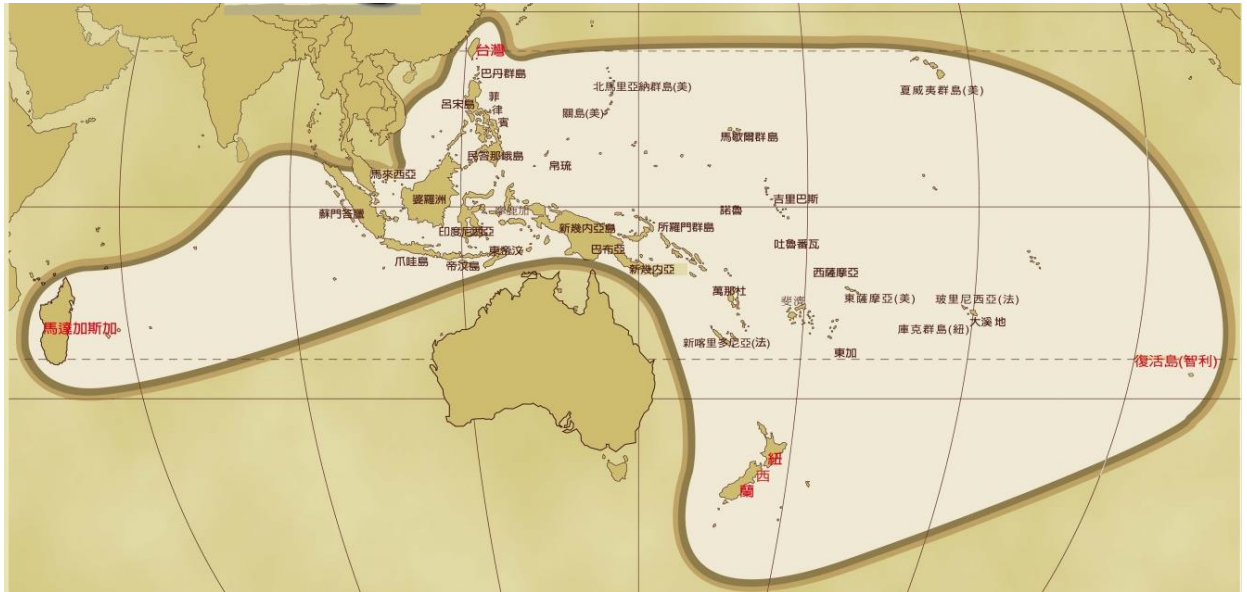 台灣
巴丹群島
北馬里亞納群島(美)
夏威夷群島(美)
呂宋島
菲律賓
關島(美)
馬歇爾群島
民答那峨島
帛琉
馬來西亞
婆羅洲
吉里巴斯
蘇門答臘
摩鹿加
諾魯
印度尼西亞
新幾內亞島
所羅門群島
爪哇島
帝汶島
東帝汶
巴布亞
吐魯番瓦
新幾內亞
西薩摩亞
萬那杜
斐濟
東薩摩亞(美)
玻里尼西亞(法)
馬達加斯加
大溪地
庫克群島(紐)
新喀里多尼亞(法)
東加
復活島(智利)
紐西蘭